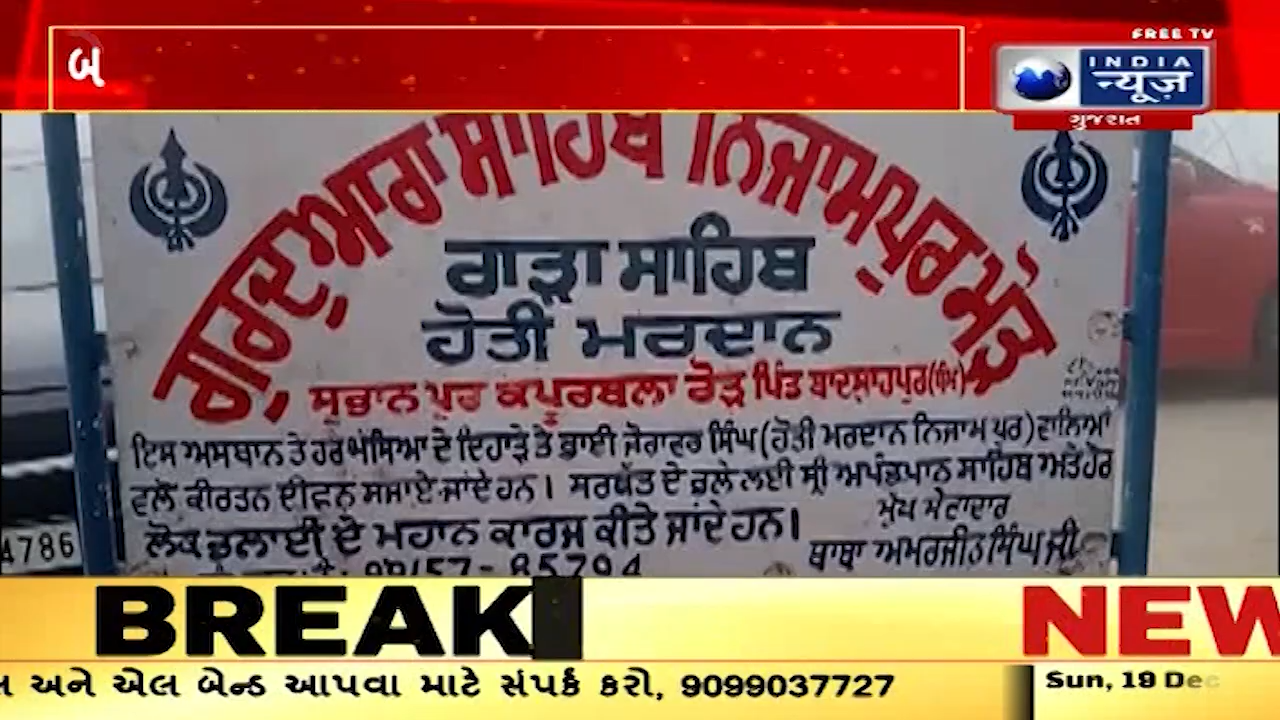 FREE TV
બ
INDIA
न्यूज़
ગુજરાત
ਗੁਰਦੁਆਰਾ ਸਾਹਿਬ ਨਿਜਾਮਪੁਰ ਮੋੜ
ਰਾੜਾ ਸਾਹਿਬ
ਹੋਤੀ ਮਰਦਾਨ
ਸੁਭਾਨ ਪੁਰ ਕਪੂਰਥਲਾ ਰੋੜ ਪਿੰਡ ਬਾਦਸ਼ਾਹਪੁਰ
ਇਸ ਅਸਥਾਨ ਤੇ ਹਰ ਮੱਸਿਆ ਦੇ ਦਿਹਾੜੇ ਤੇ ਭਾਈ ਜੋਰਾਵਰ ਸਿੰਘ (ਹੋਤੀ ਮਰਦਾਨ ਨਿਜਾਮ ਪੁਰ) ਵਾਲਿਆਂ
ਵਲੋਂ ਕੀਰਤਨ ਦੀਵਾਨ ਸਜਾਏ ਜਾਂਦੇ ਹਨ। ਸਰਬੱਤ ਦੇ ਭਲੇ ਲਈ ਸ੍ਰੀ ਅਖੰਡਪਾਠ ਸਾਹਿਬ ਅਤੇ ਹੋਰ
ਲੋਕ ਭਲਾਈ ਦੇ ਮਹਾਨ ਕਾਰਜ ਕੀਤੇ ਜਾਂਦੇ ਹਨ।
ਮੁੱਖ ਸੇਵਾਦਾਰ
ਬਾਬਾ ਅਮਰਜੀਤ ਸਿੰਘ ਜੀ
85794
4786
BREAK
NEW
અને એલ બેન્ડ આપવા માટે સંપર્ક કરો, 9099037727
Sun, 19 Dec